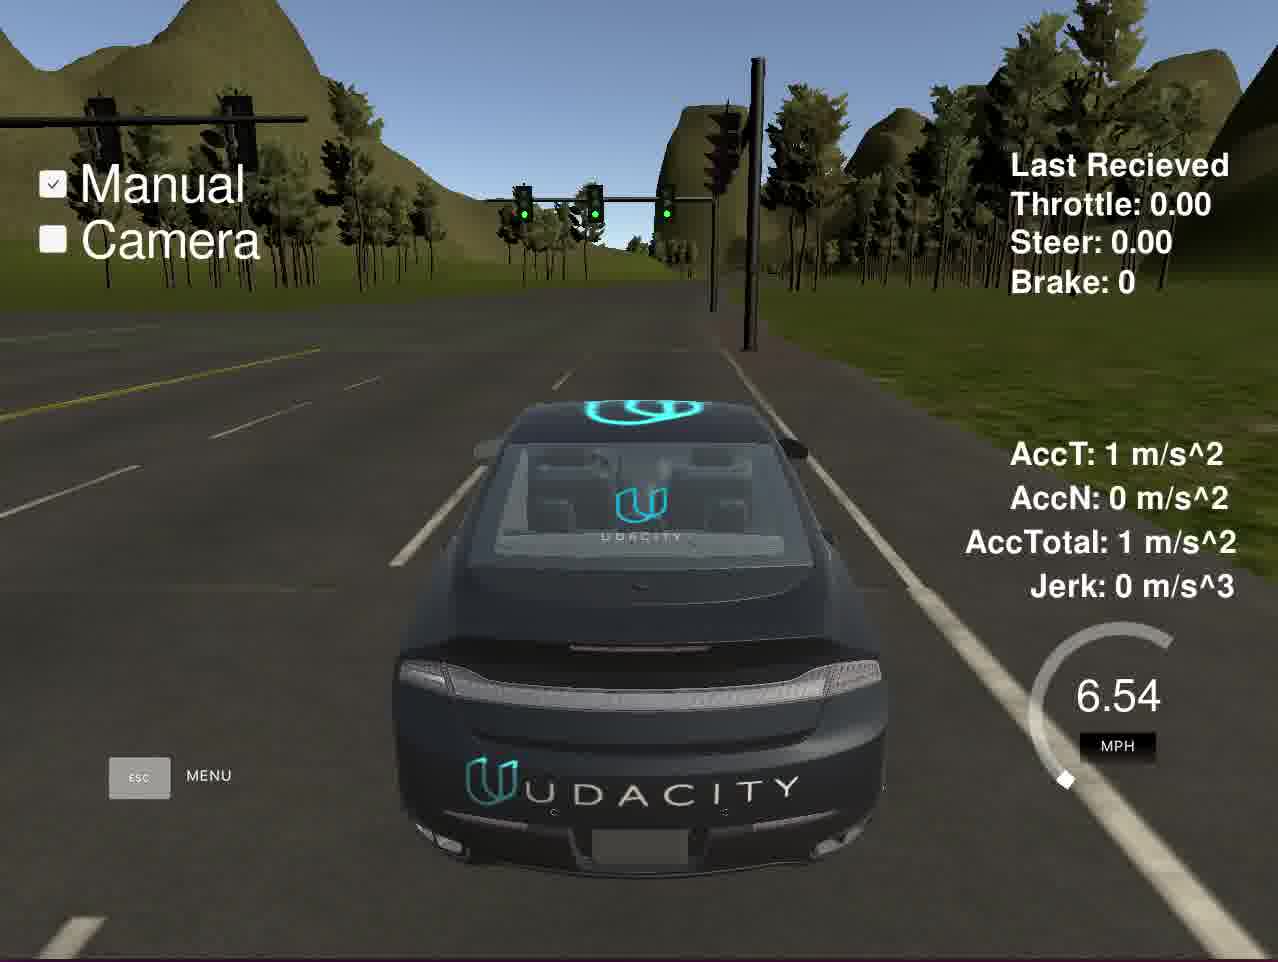 Manual
Camera
Last Recieved
Throttle: 0.00
Steer: 0.00
Brake: 0
UDACITY
AccT: 1 m/s^2
AccN: 0 m/s^2
AccTotal: 1 m/s^2
Jerk: 0 m/s^3
6.54
MPH
ESC MENU
UDACITY